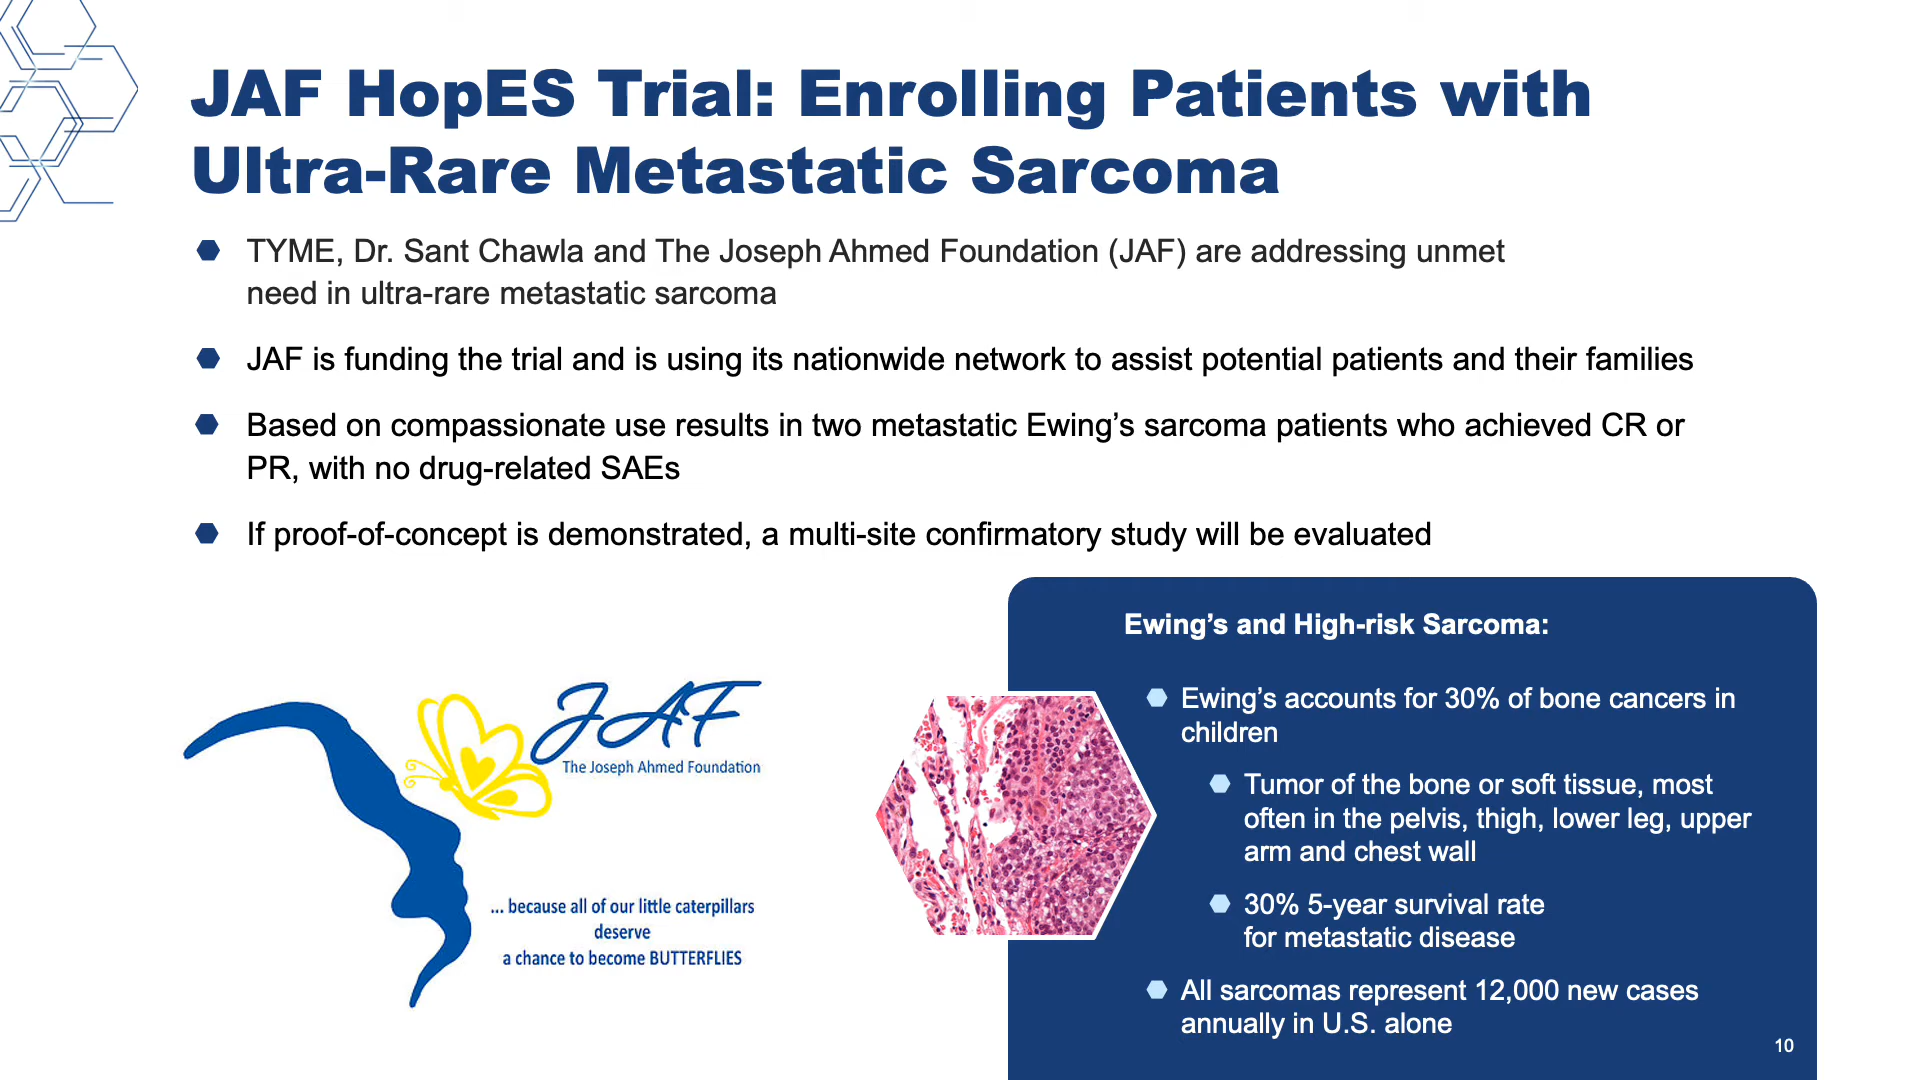 JAF HopES Trial: Enrolling Patients with
Ultra-Rare Metastatic Sarcoma
TYME, Dr. Sant Chawla and The Joseph Ahmed Foundation (JAF) are addressing unmet
need in ultra-rare metastatic sarcoma
JAF is funding the trial and is using its nationwide network to assist potential patients and their families
Based on compassionate use results in two metastatic Ewing’s sarcoma patients who achieved CR or
PR, with no drug-related SAEs
If proof-of-concept is demonstrated, a multi-site confirmatory study will be evaluated
JAF
The Joseph Ahmed Foundation
... because all of our little caterpillars
deserve
a chance to become BUTTERFLIES
Ewing’s and High-risk Sarcoma:
Ewing’s accounts for 30% of bone cancers in
children
Tumor of the bone or soft tissue, most
often in the pelvis, thigh, lower leg, upper
arm and chest wall
30% 5-year survival rate
for metastatic disease
All sarcomas represent 12,000 new cases
annually in U.S. alone
10